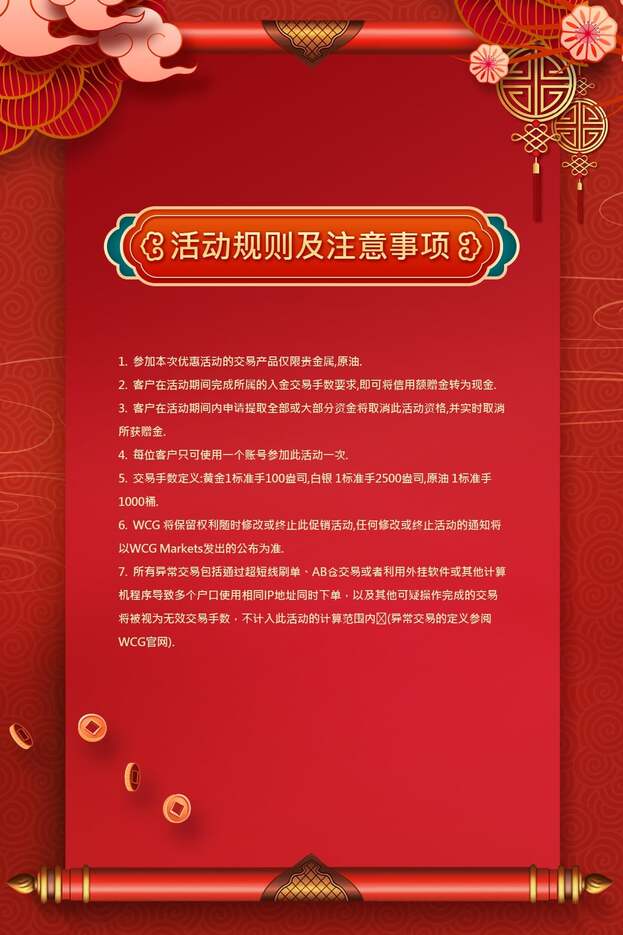 活动规则及注意事项
1. 参加本次优惠活动的交易产品仅限贵金属,原油.
2. 客户在活动期间完成所属的入金交易手数要求,即可将信用额赠金转为现金.
3. 客户在活动期间内申请提取全部或大部分资金将取消此活动资格,并实时取消
所获赠金.
4. 每位客户只可使用一个账号参加此活动一次.
5. 交易手数定义:黄金1标准手100盎司,白银 1标准手2500盎司,原油 1标准手
1000桶.
6. WCG 将保留权利随时修改或终止此促销活动,任何修改或终止活动的通知将
以WCG Markets发出的公布为准.
7. 所有异常交易包括通过超短线刷单、AB仓交易或者利用外挂软件或其他计算
机程序导致多个户口使用相同IP地址同时下单，以及其他可疑操作完成的交易
将被视为无效交易手数，不计入此活动的计算范围内☒(异常交易的定义参阅
WCG官网).